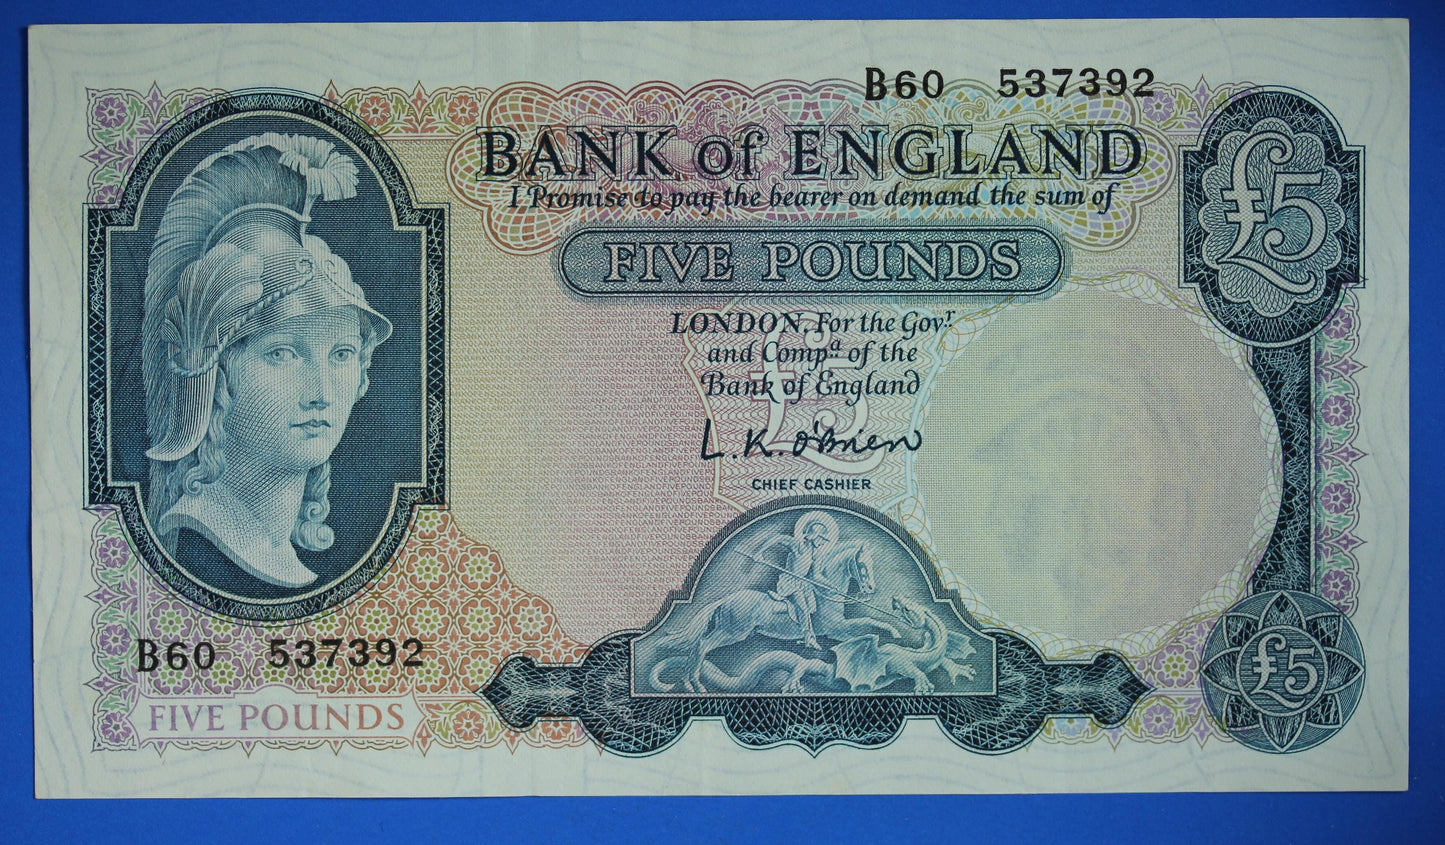 B60 537392
BANK of ENGLAND
I Promise to pay the bearer on demand the sum of
£5
FIVE POUNDS
LONDON, For the Govr.
and Compa. of the
Bank of England
£5
L.K. O'Brien
CHIEF CASHIER
B60 537392
£5
FIVE POUNDS